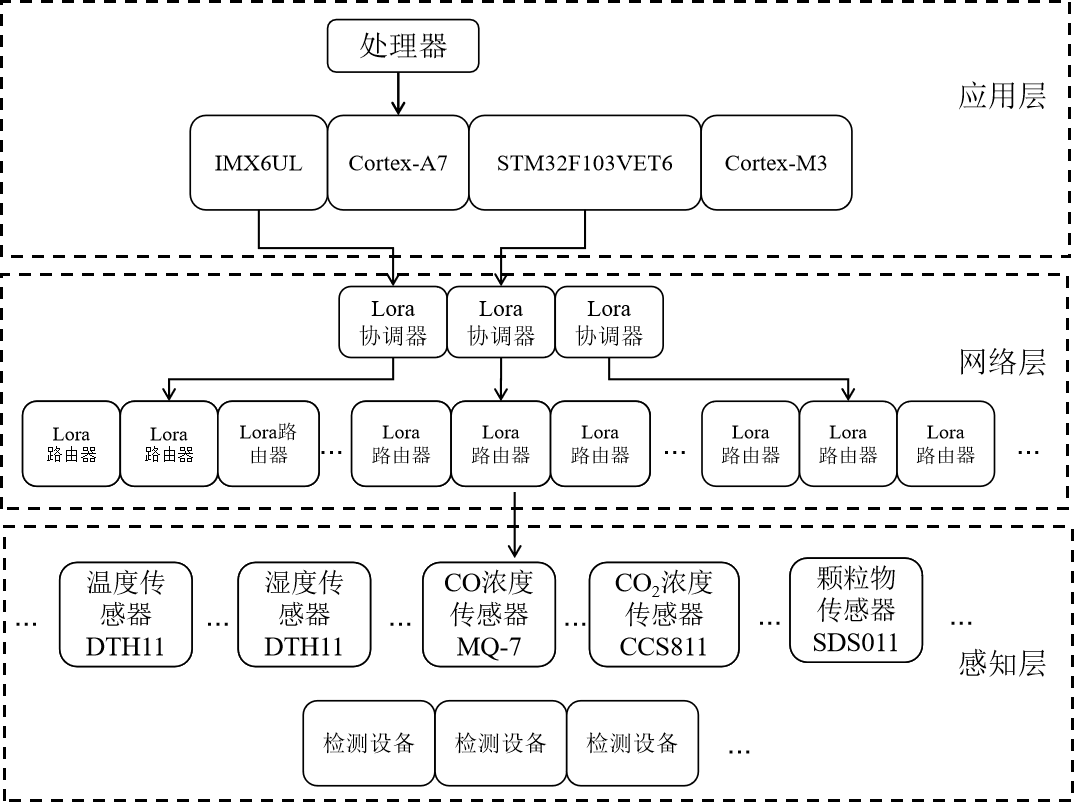 处理器
应用层
IMX6UL
Cortex-A7
STM32F103VET6
Cortex-M3
Lora
协调器
Lora
协调器
Lora
协调器
网络层
Lora
路由器
Lora
路由器
Lora路
由器
...
Lora
路由器
Lora
路由器
Lora
路由器
...
Lora
路由器
Lora
路由器
Lora
路由器
...
...
温度传
感器
DTH11
...
湿度传
感器
DTH11
...
CO浓度
传感器
MQ-7
...
CO₂浓度
传感器
CCS811
...
颗粒物
传感器
SDS011
...
感知层
检测设备
检测设备
检测设备
...